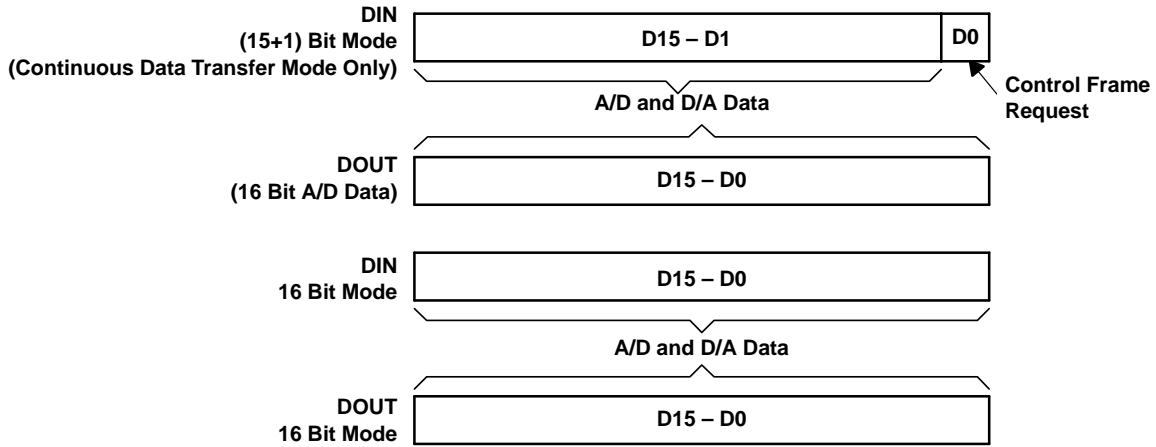 DIN
(15+1) Bit Mode
(Continuous Data Transfer Mode Only)
D15 – D1
D0
Control Frame
Request
A/D and D/A Data
DOUT
(16 Bit A/D Data)
D15 – D0
DIN
16 Bit Mode
D15 – D0
A/D and D/A Data
DOUT
16 Bit Mode
D15 – D0